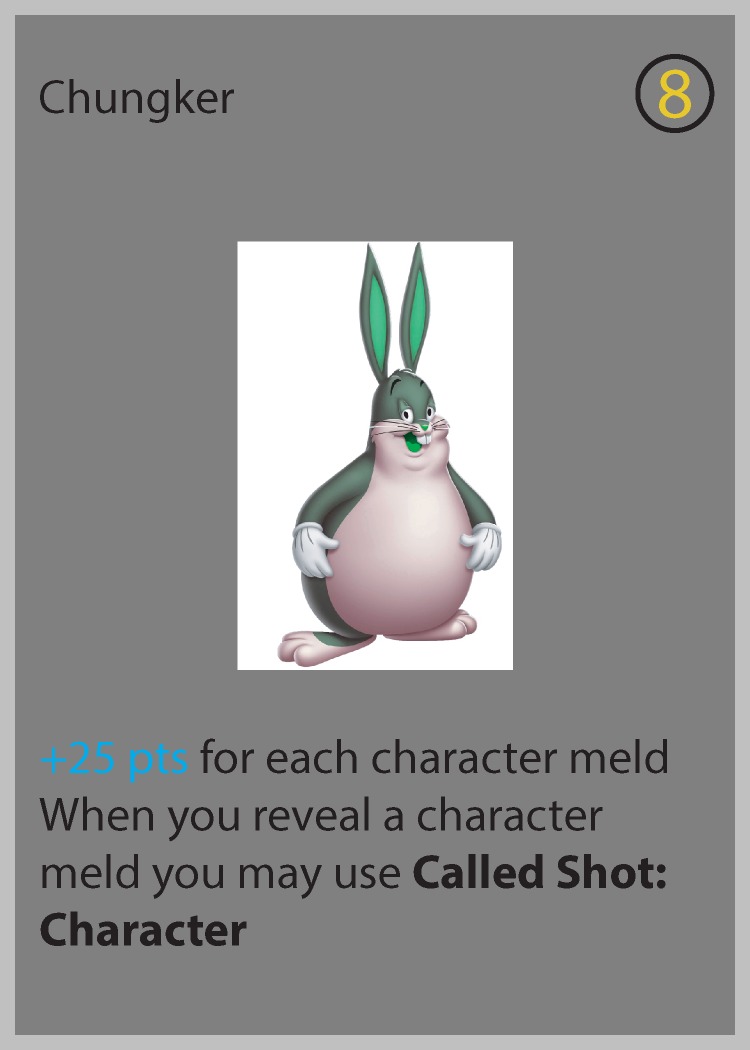 Chungker
8
+25 pts for each character meld
When you reveal a character
meld you may use Called Shot:
Character